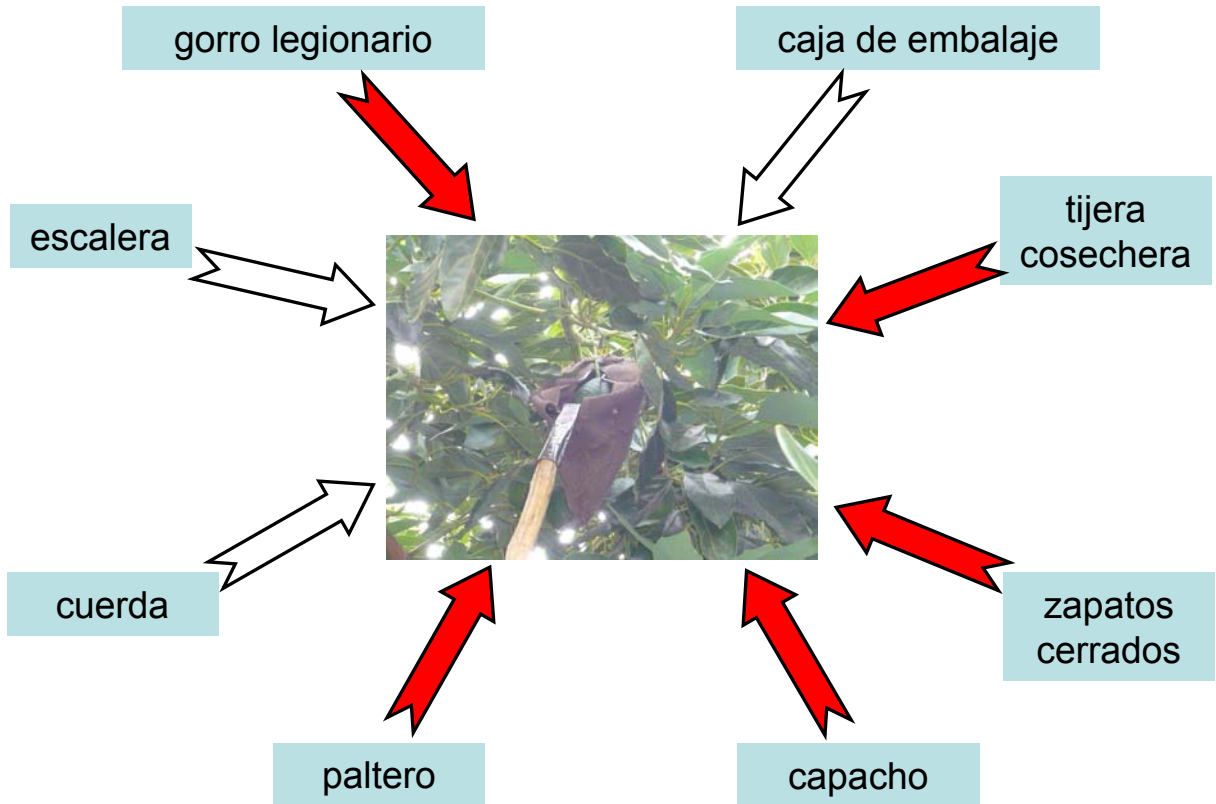 gorro legionario
caja de embalaje
escalera
tijera
cosechera
cuerda
zapatos
cerrados
paltero
capacho